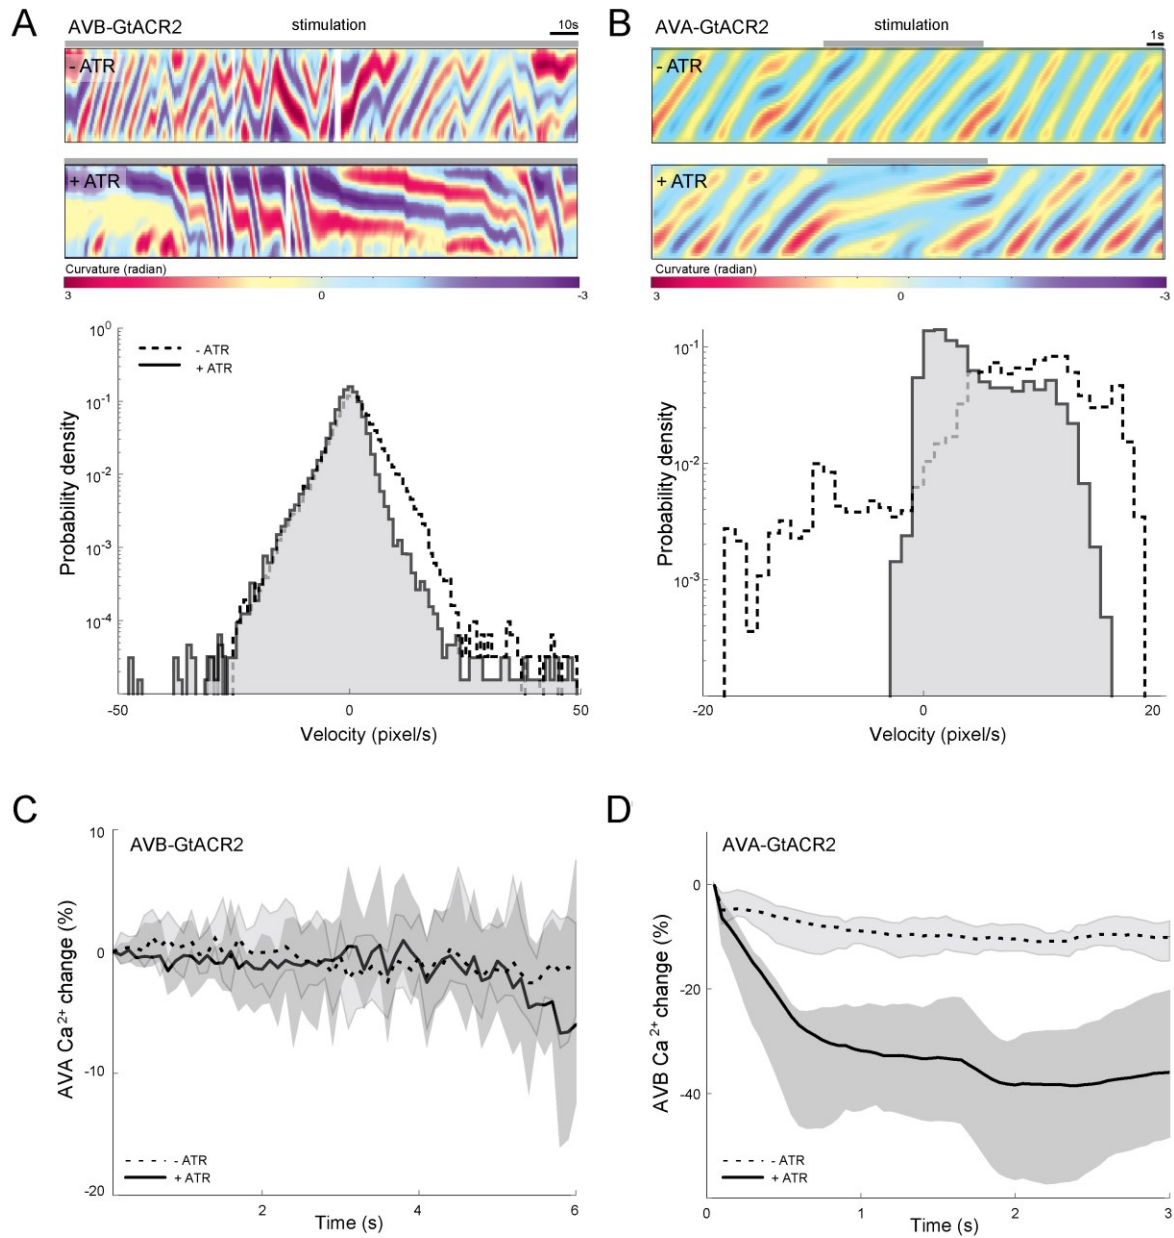 A
AVB-GtACR2
stimulation
10s
- ATR
+ ATR
Curvature (radian)
3
0
-3
10^0
10^-1
10^-2
10^-3
10^-4
Probability density
- ATR
+ ATR
-50
0
50
Velocity (pixel/s)
B
AVA-GtACR2
stimulation
1s
- ATR
+ ATR
Curvature (radian)
3
0
-3
10^-1
10^-2
10^-3
Probability density
-20
0
20
Velocity (pixel/s)
C
AVB-GtACR2
10
0
-10
-20
AVA Ca2+ change (%)
- ATR
+ ATR
2
4
6
Time (s)
D
AVA-GtACR2
0
-20
-40
AVB Ca2+ change (%)
- ATR
+ ATR
0
1
2
3
Time (s)